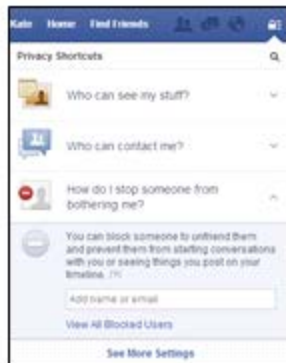 Kate Home Find Friends
Privacy Shortcuts
Who can see my stuff?
Who can contact me?
How do I stop someone from
bothering me?
You can block someone to unfriend them
and prevent them from starting conversations
with you or seeing things you post on your
timeline. [?]
Add name or email
View All Blocked Users
See More Settings